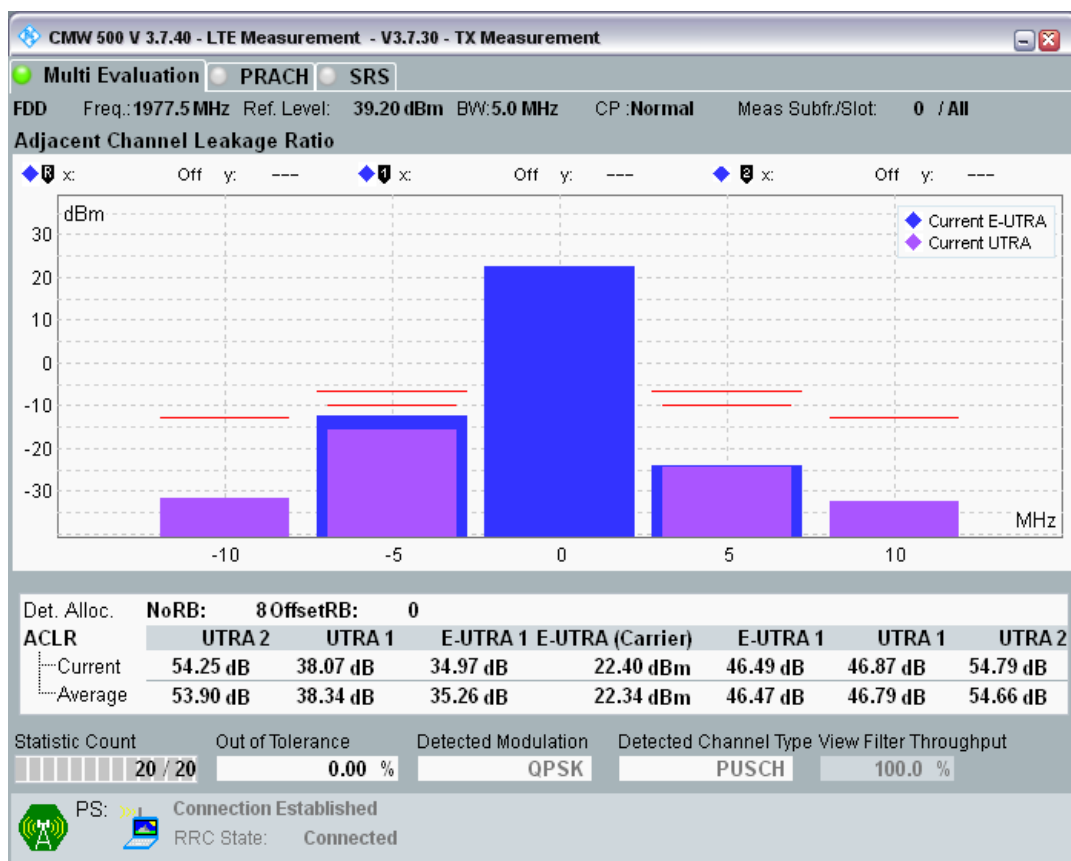 CMW 500 V 3.7.40 - LTE Measurement - V3.7.30 - TX Measurement
Multi Evaluation PRACH SRS
FDD Freq.: 1977.5 MHz Ref. Level: 39.20 dBm BW: 5.0 MHz CP : Normal Meas Subfr./Slot: 0 / All
Adjacent Channel Leakage Ratio
R x: Off y: --- 1 x: Off y: --- 2 x: Off y: ---
dBm
Current E-UTRA
Current UTRA
30
20
10
0
-10
-20
-30
MHz
-10 -5 0 5 10
Det. Alloc. NoRB: 8 OffsetRB: 0
ACLR UTRA 2 UTRA 1 E-UTRA 1 E-UTRA (Carrier) E-UTRA 1 UTRA 1 UTRA 2
Current 54.25 dB 38.07 dB 34.97 dB 22.40 dBm 46.49 dB 46.87 dB 54.79 dB
Average 53.90 dB 38.34 dB 35.26 dB 22.34 dBm 46.47 dB 46.79 dB 54.66 dB
Statistic Count Out of Tolerance Detected Modulation Detected Channel Type View Filter Throughput
20 / 20 0.00 % QPSK PUSCH 100.0 %
PS: Connection Established
RRC State: Connected